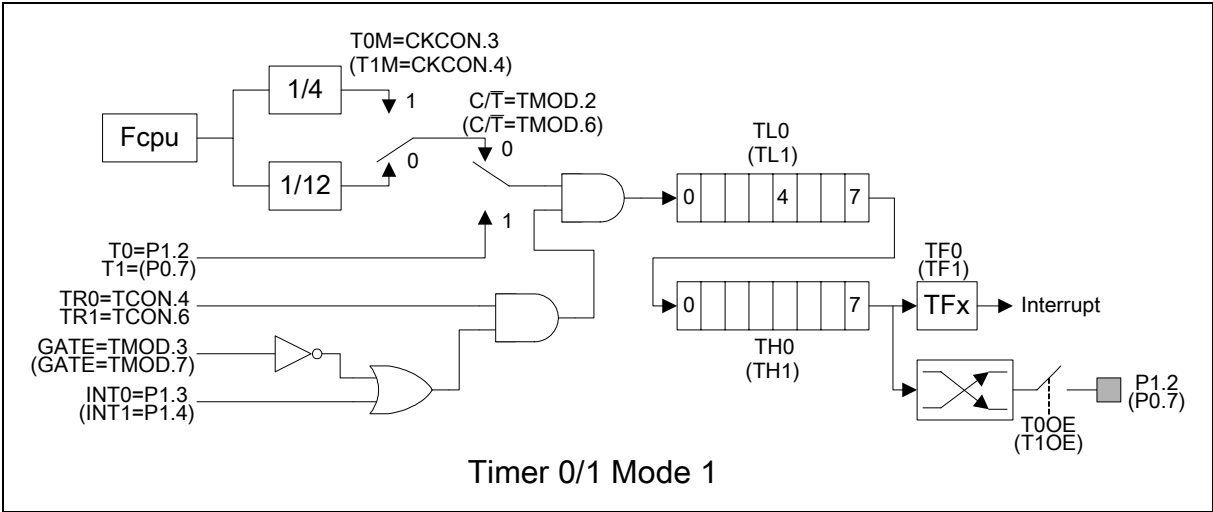 T0M=CKCON.3
(T1M=CKCON.4)
1/4
1
C/T̅=TMOD.2
(C/T̅=TMOD.6)
Fcpu
0
0
1/12
TL0
(TL1)
0 4 7
1
T0=P1.2
T1=(P0.7)
TR0=TCON.4
TR1=TCON.6
GATE=TMOD.3
(GATE=TMOD.7)
INT0=P1.3
(INT1=P1.4)
0 7
TH0
(TH1)
TF0
(TF1)
TFx
Interrupt
P1.2
(P0.7)
T0OE
(T1OE)
Timer 0/1 Mode 1